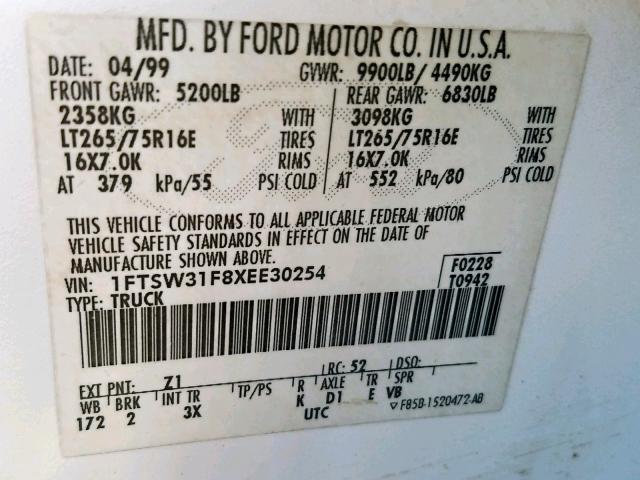 MFD. BY FORD MOTOR CO. IN U.S.A.
DATE: 04/99 GVWR: 9900LB/ 4490KG
FRONT GAWR: 5200LB REAR GAWR: 6830LB
2358KG WITH 3098KG WITH
LT265/75R16E TIRES LT265/75R16E TIRES
16X7.0K RIMS 16X7.0K RIMS
AT 379 kPa/55 PSI COLD AT 552 kPa/80 PSI COLD
THIS VEHICLE CONFORMS TO ALL APPLICABLE FEDERAL MOTOR
VEHICLE SAFETY STANDARDS IN EFFECT ON THE DATE OF
MANUFACTURE SHOWN ABOVE.
VIN: 1FTSW31F8XEE30254 F0228
TYPE: TRUCK T0942
EXT PNT: Z1 RC: 52 DSO:
WB BRK INT TR TP/PS R AXLE TR SPR
172 2 3X K D1 E VB
UTC F85B-1520472-AB